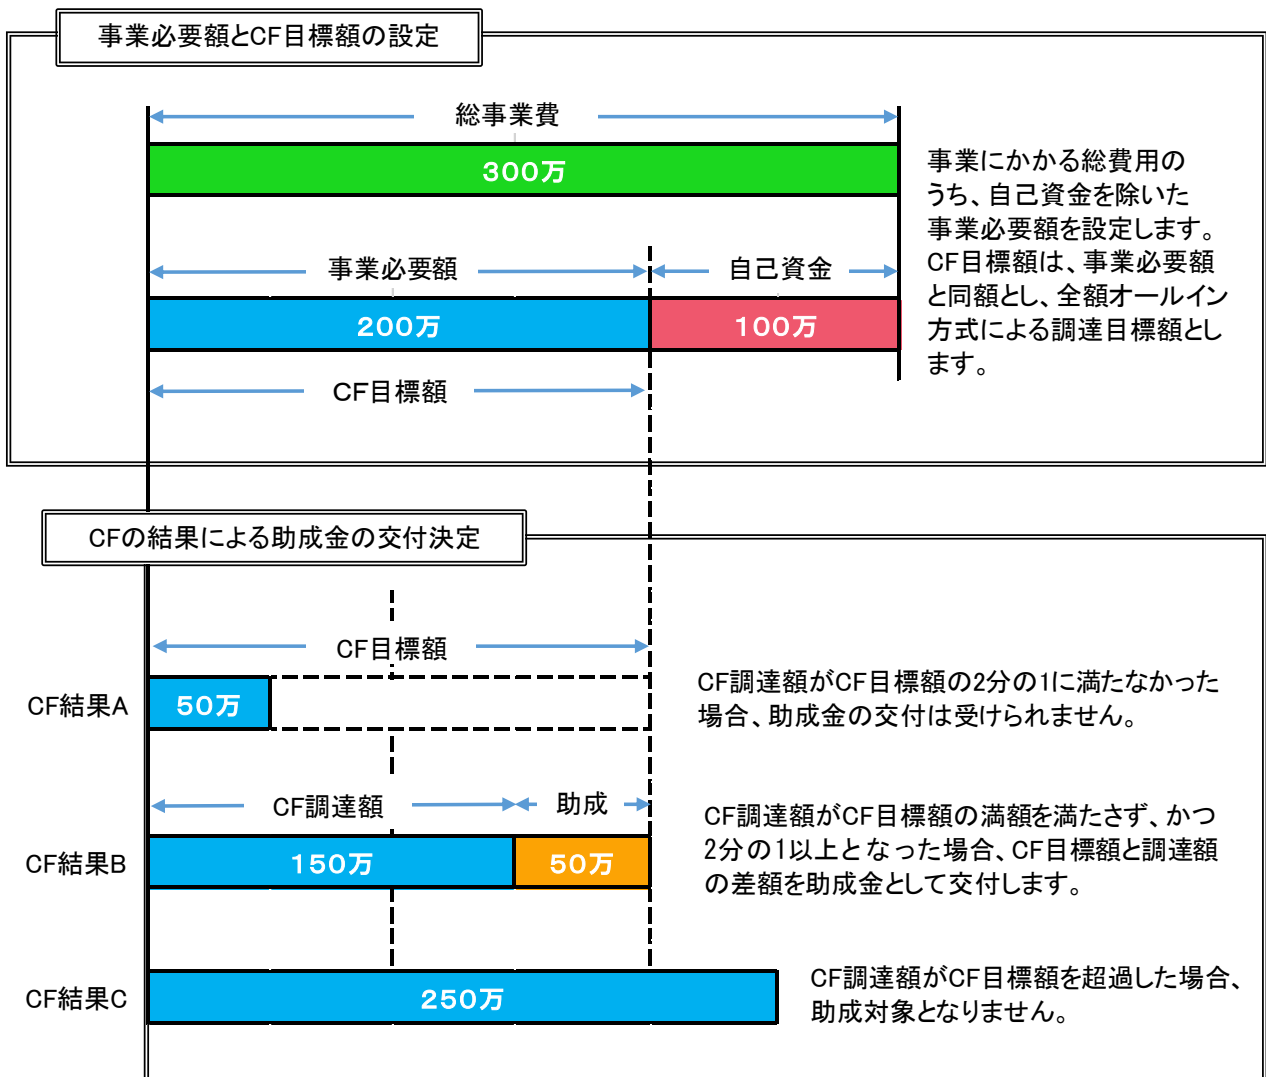 事業必要額とCF目標額の設定
総事業費
300万
事業にかかる総費用の
うち、自己資金を除いた
事業必要額を設定します。
CF目標額は、事業必要額
と同額とし、全額オールイン
方式による調達目標額とし
ます。
事業必要額
自己資金
200万
100万
CF目標額
CFの結果による助成金の交付決定
CF目標額
CF結果A
50万
CF調達額がCF目標額の2分の1に満たなかった
場合、助成金の交付は受けられません。
CF調達額
助成
CF結果B
150万
50万
CF調達額がCF目標額の満額を満たさず、かつ
2分の1以上となった場合、CF目標額と調達額
の差額を助成金として交付します。
CF結果C
250万
CF調達額がCF目標額を超過した場合、
助成対象となりません。